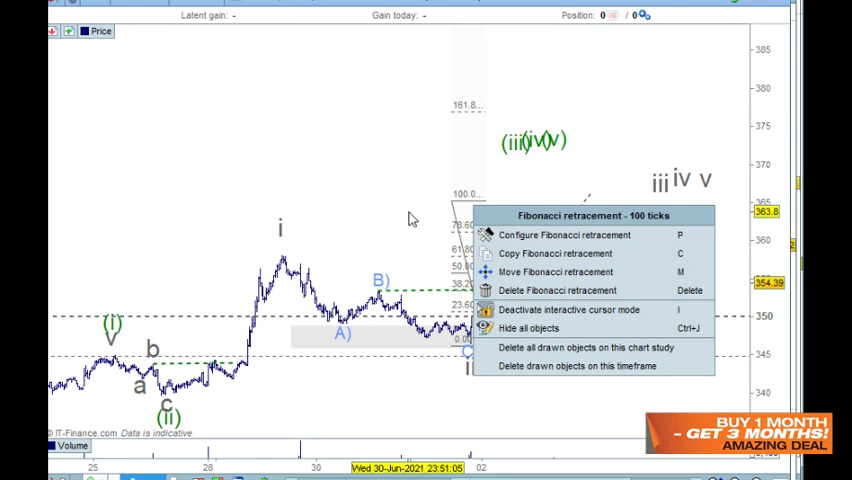 Latent gain: -
Gain today: -
Position: 0 / 0
Price
385
380
375
370
363.8
360
354.39
350
345
340
161.8...
100.0...
78.60
61.80
50.00
38.20
23.60
0.00
(iii)
(iv)
(v)
iii
iv
v
i
B)
A)
C
(i)
v
b
a
c
(ii)
Fibonacci retracement - 100 ticks
Configure Fibonacci retracement P
Copy Fibonacci retracement C
Move Fibonacci retracement M
Delete Fibonacci retracement Delete
Deactivate interactive cursor mode I
Hide all objects Ctrl+J
Delete all drawn objects on this chart study
Delete drawn objects on this timeframe
© IT-Finance.com Data is indicative
Volume
25
28
30
Wed 30-Jun-2021 23:51:05
02
BUY 1 MONTH
- GET 3 MONTHS!
AMAZING DEAL